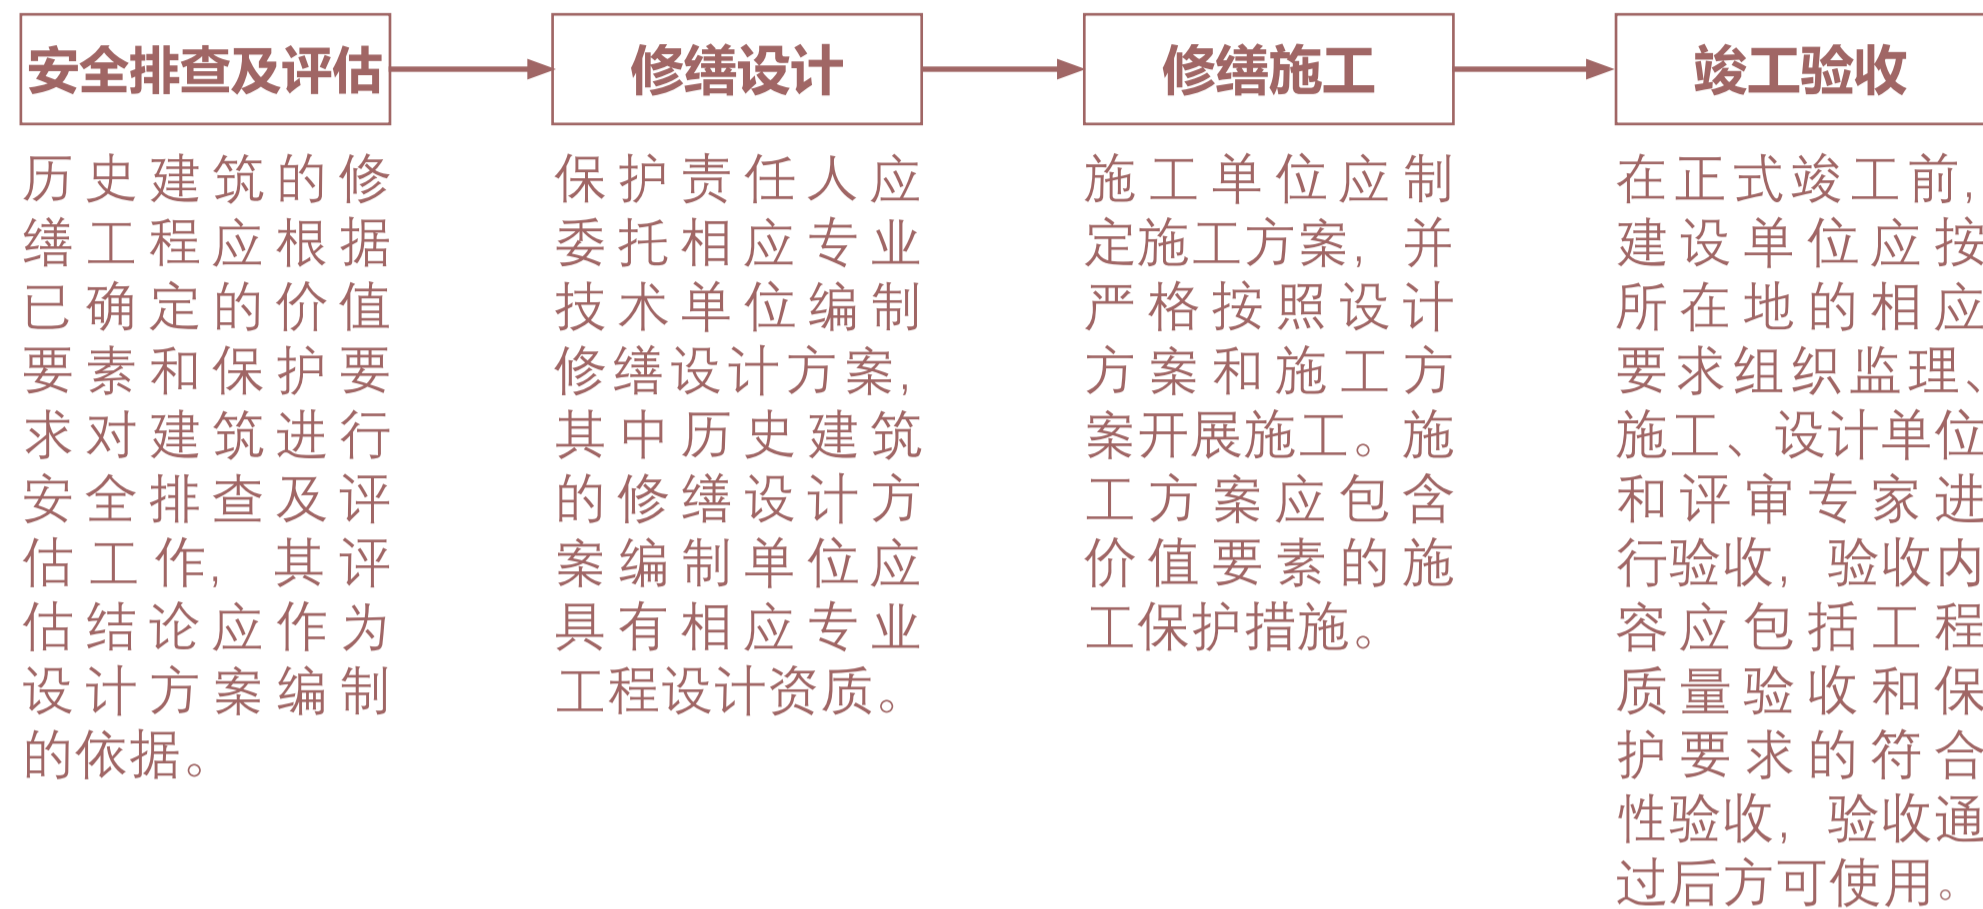 安全排查及评估
历史建筑的修
缮工程应根据
已确定的价值
要素和保护要
求对建筑进行
安全排查及评
估工作，其评
估结论应作为
设计方案编制
的依据。
修缮设计
保护责任人应
委托相应专业
技术单位编制
修缮设计方案，
其中历史建筑
的修缮设计方
案编制单位应
具有相应专业
工程设计资质。
修缮施工
施工单位应制
定施工方案，并
严格按照设计
方案和施工方
案开展施工。施
工方案应包含
价值要素的施
工保护措施。
竣工验收
在正式竣工前，
建设单位应按
所在地的相应
要求组织监理、
施工、设计单位
和评审专家进
行验收，验收内
容应包括工程
质量验收和保
护要求的符合
性验收，验收通
过后方可使用。